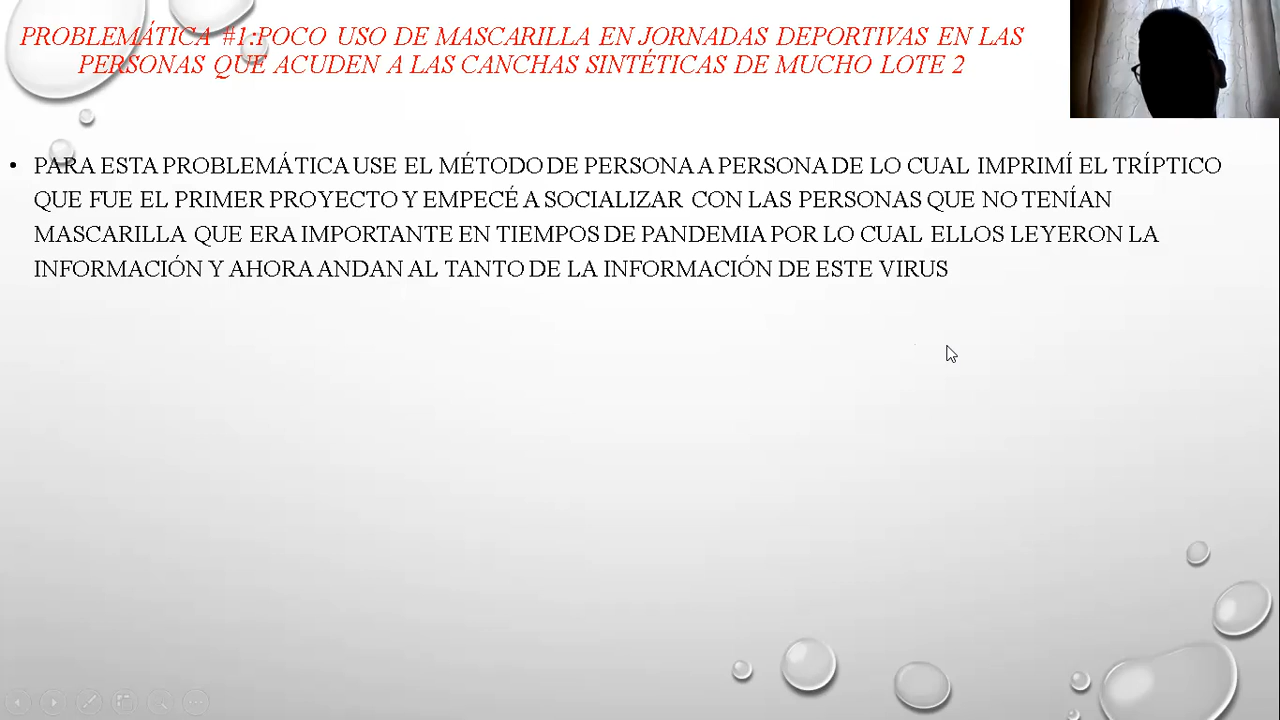 PROBLEMÁTICA #1:POCO USO DE MASCARILLA EN JORNADAS DEPORTIVAS EN LAS
PERSONAS QUE ACUDEN A LAS CANCHAS SINTÉTICAS DE MUCHO LOTE 2
• PARA ESTA PROBLEMÁTICA USE EL MÉTODO DE PERSONA A PERSONA DE LO CUAL IMPRIMÍ EL TRÍPTICO
QUE FUE EL PRIMER PROYECTO Y EMPECÉ A SOCIALIZAR CON LAS PERSONAS QUE NO TENÍAN
MASCARILLA QUE ERA IMPORTANTE EN TIEMPOS DE PANDEMIA POR LO CUAL ELLOS LEYERON LA
INFORMACIÓN Y AHORA ANDAN AL TANTO DE LA INFORMACIÓN DE ESTE VIRUS